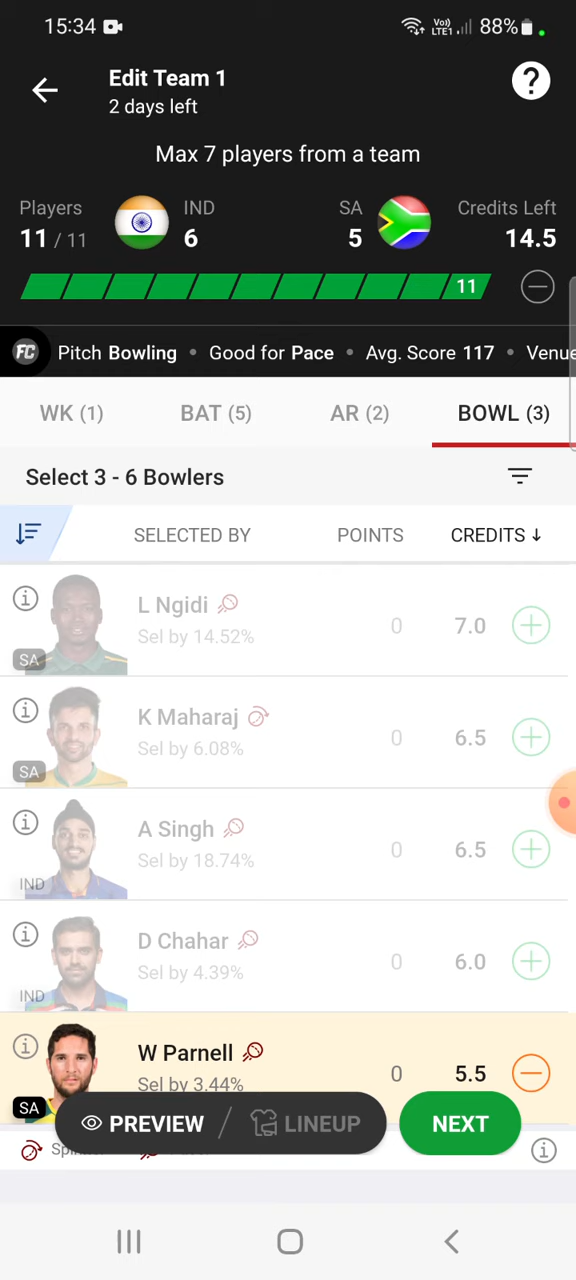 15:34
Vo)) LTE1 88%
Edit Team 1
2 days left
?
Max 7 players from a team
Players
11 / 11
IND
6
SA
5
Credits Left
14.5
11
FC Pitch Bowling • Good for Pace • Avg. Score 117 • Venue
WK (1) BAT (5) AR (2) BOWL (3)
Select 3 - 6 Bowlers
SELECTED BY POINTS CREDITS ↓
L Ngidi
Sel by 14.52%
0 7.0
SA
K Maharaj
Sel by 6.08%
0 6.5
SA
A Singh
Sel by 18.74%
0 6.5
IND
D Chahar
Sel by 4.39%
0 6.0
IND
W Parnell
Sel by 3.44%
0 5.5
SA
PREVIEW / LINEUP
NEXT